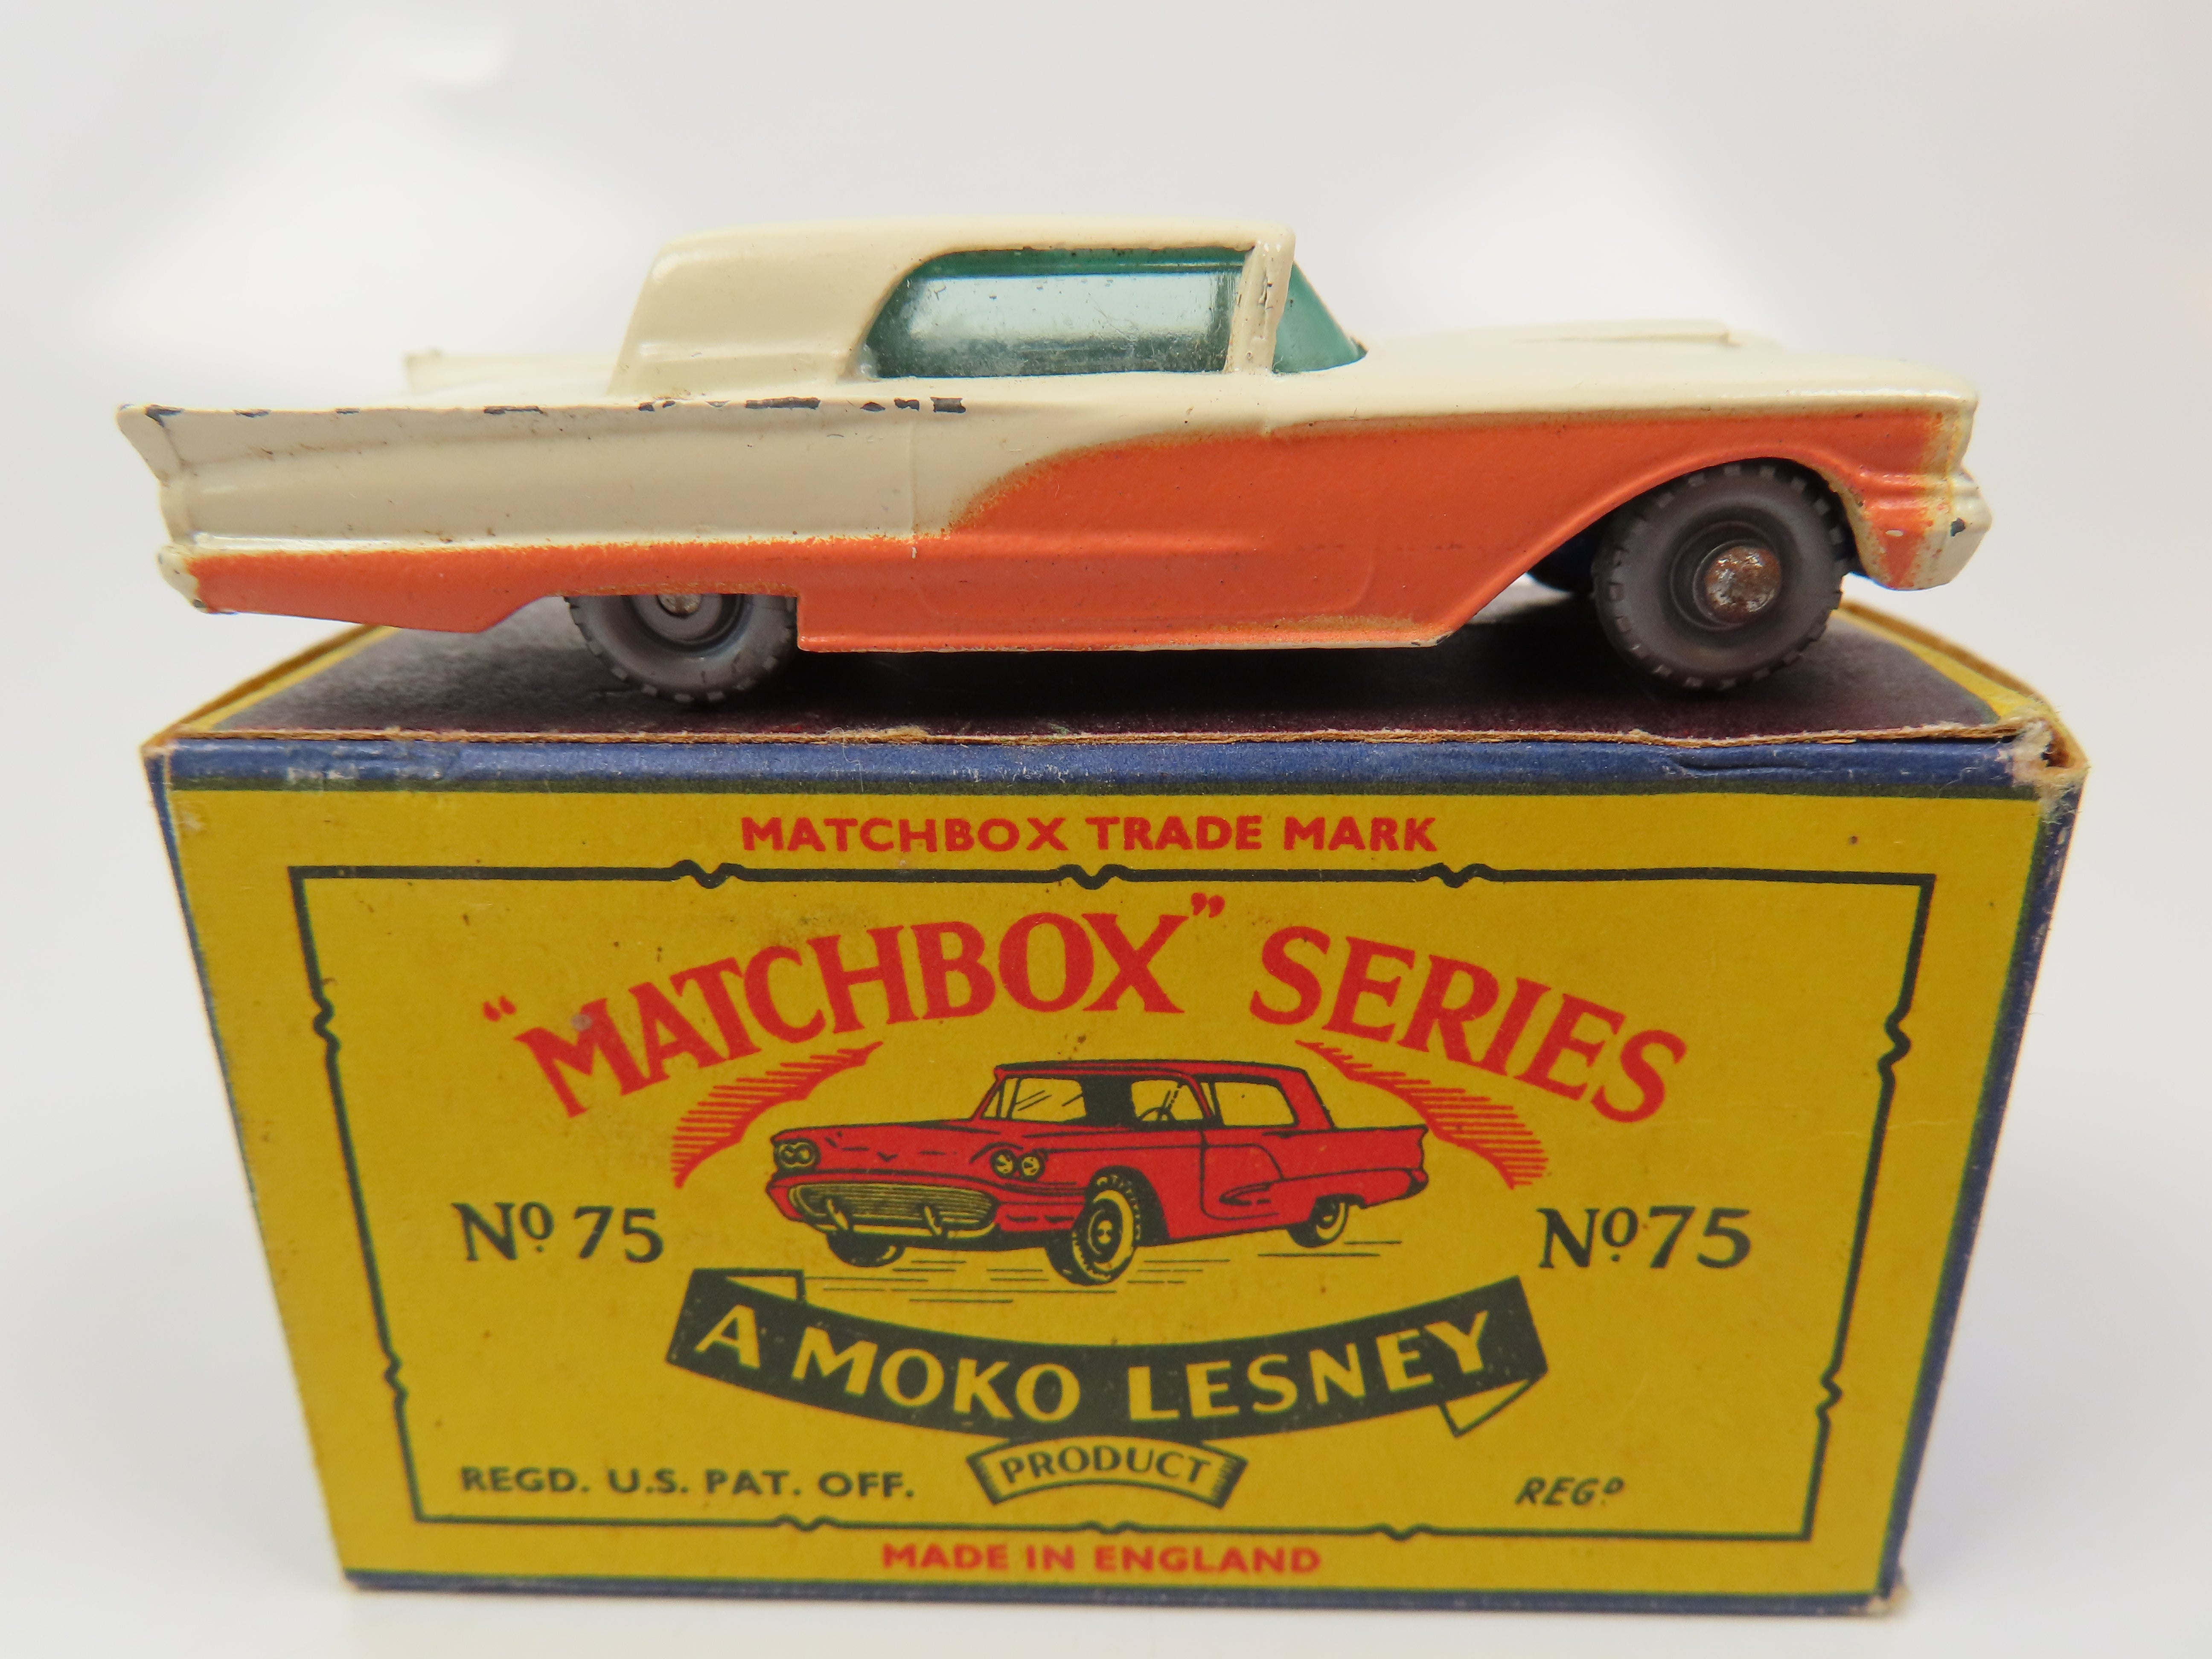 MATCHBOX TRADE MARK
"MATCHBOX" SERIES
Nº 75 Nº 75
A MOKO LESNEY
PRODUCT
REGD. U.S. PAT. OFF. REGᴰ
MADE IN ENGLAND